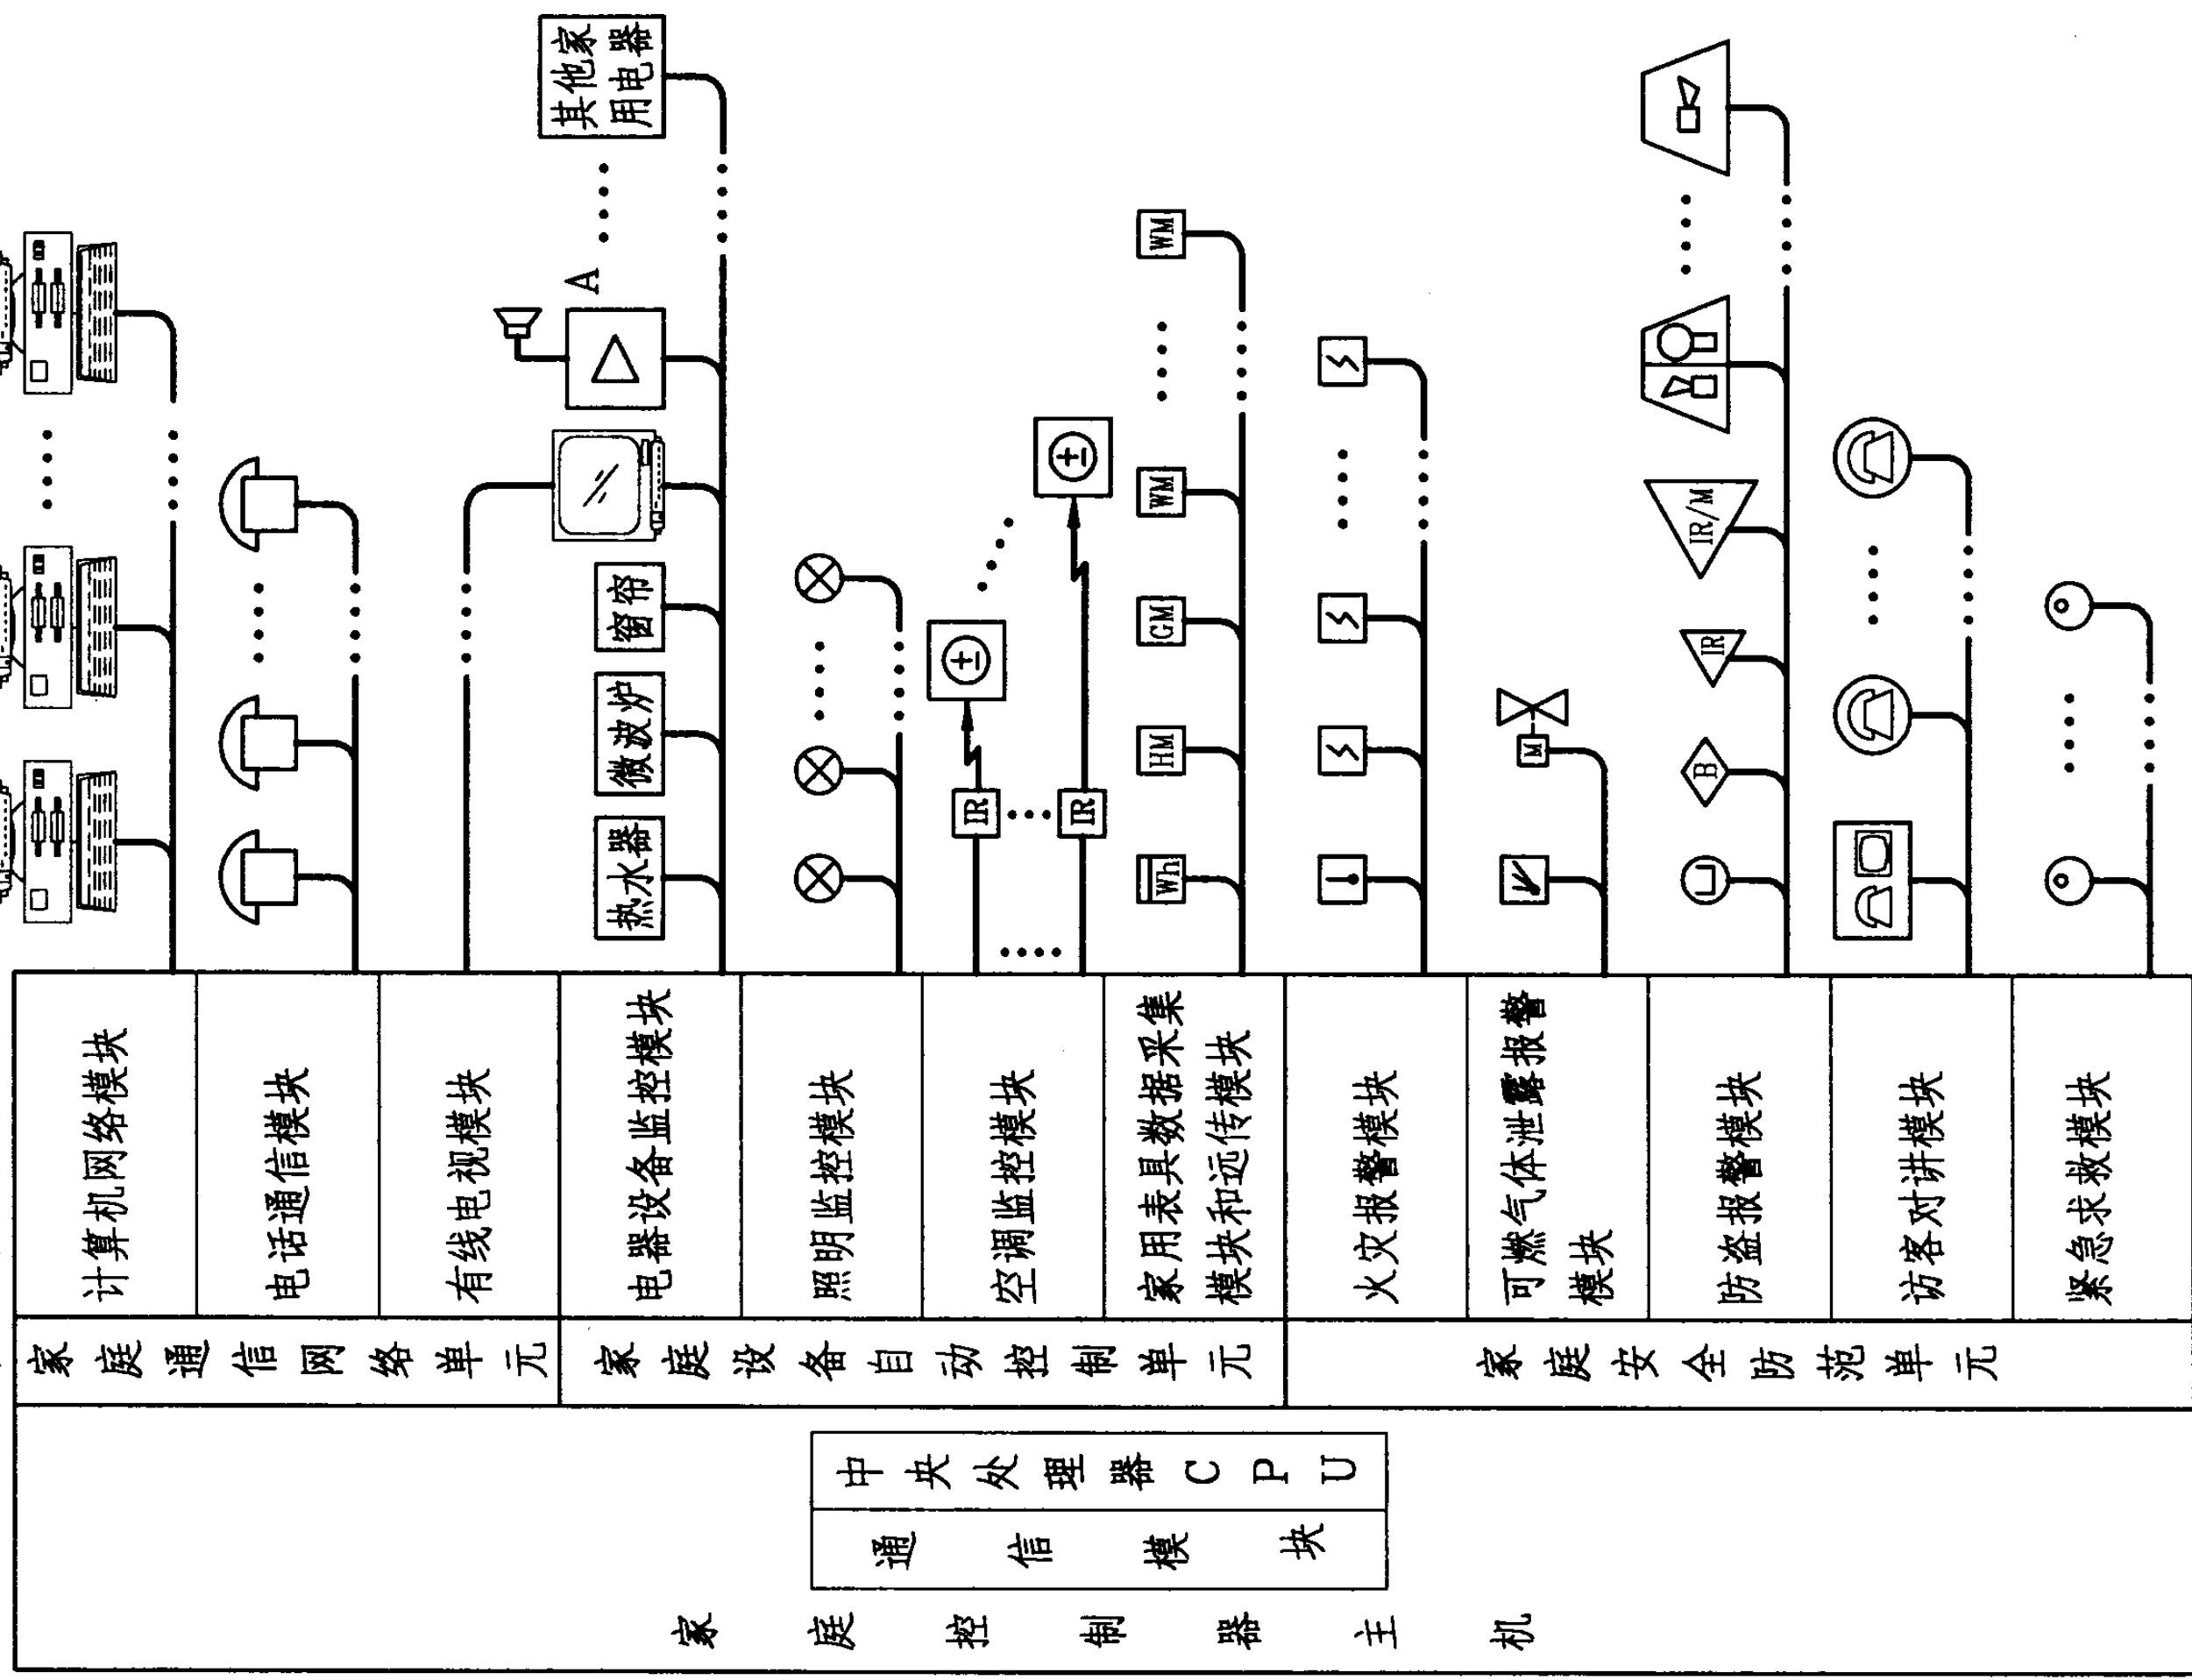 其他家
用电器
A
窗帘
微波炉
热水器
IR
IR
Wh
HM
GM
WM
WM
M
B
IR
IR/M
计算机网络模块
电话通信模块
有线电视模块
电器设备监控模块
照明监控模块
空调监控模块
家用表具数据采集
模块和远传模块
火灾报警模块
可燃气体泄露报警
模块
防盗报警模块
访客对讲模块
紧急求救模块
家庭通信网络单元
家庭设备自动控制单元
家庭安全防范单元
中央处理器CPU
通信模块
家庭控制器主机